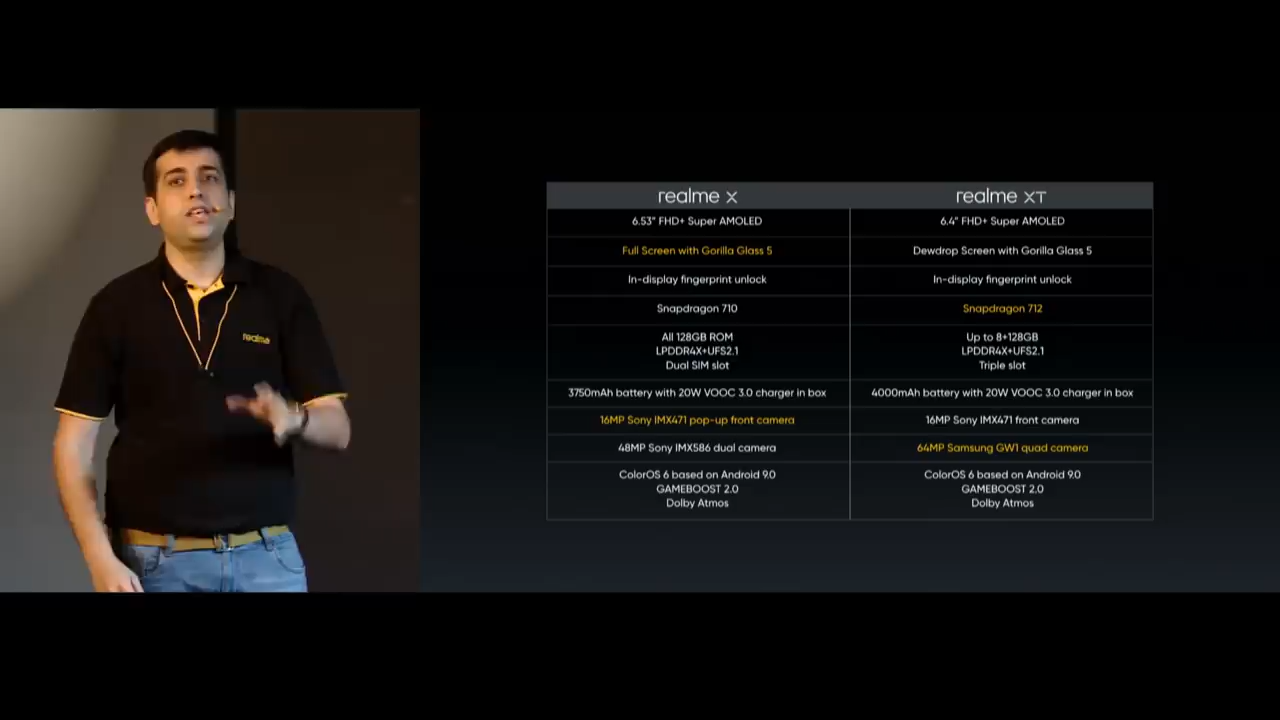 realme
realme X
realme XT
6.53" FHD+ Super AMOLED
6.4" FHD+ Super AMOLED
Full Screen with Gorilla Glass 5
Dewdrop Screen with Gorilla Glass 5
In-display fingerprint unlock
In-display fingerprint unlock
Snapdragon 710
Snapdragon 712
All 128GB ROM
LPDDR4X+UFS2.1
Dual SIM slot
Up to 8+128GB
LPDDR4X+UFS2.1
Triple slot
3750mAh battery with 20W VOOC 3.0 charger in box
4000mAh battery with 20W VOOC 3.0 charger in box
16MP Sony IMX471 pop-up front camera
16MP Sony IMX471 front camera
48MP Sony IMX586 dual camera
64MP Samsung GW1 quad camera
ColorOS 6 based on Android 9.0
GAMEBOOST 2.0
Dolby Atmos
ColorOS 6 based on Android 9.0
GAMEBOOST 2.0
Dolby Atmos